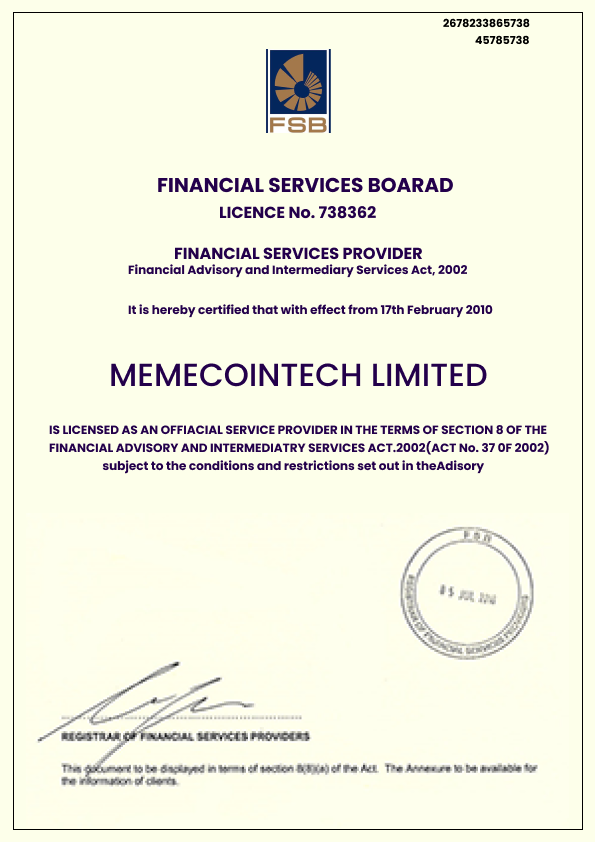 2678233865738
45785738
FSB
FINANCIAL SERVICES BOARAD
LICENCE No. 738362
FINANCIAL SERVICES PROVIDER
Financial Advisory and Intermediary Services Act, 2002
It is hereby certified that with effect from 17th February 2010
MEMECOINTECH LIMITED
IS LICENSED AS AN OFFIACIAL SERVICE PROVIDER IN THE TERMS OF SECTION 8 OF THE
FINANCIAL ADVISORY AND INTERMEDIATRY SERVICES ACT.2002(ACT No. 37 0F 2002)
subject to the conditions and restrictions set out in theAdisory
JUL
REGISTRAR OF FINANCIAL SERVICES PROVIDERS
REGISTRAR OF FINANCIAL SERVICES PROVIDERS
This document to be displayed in terms of section 8(8)(a) of the Act. The Annexure to be available for
the information of clients.